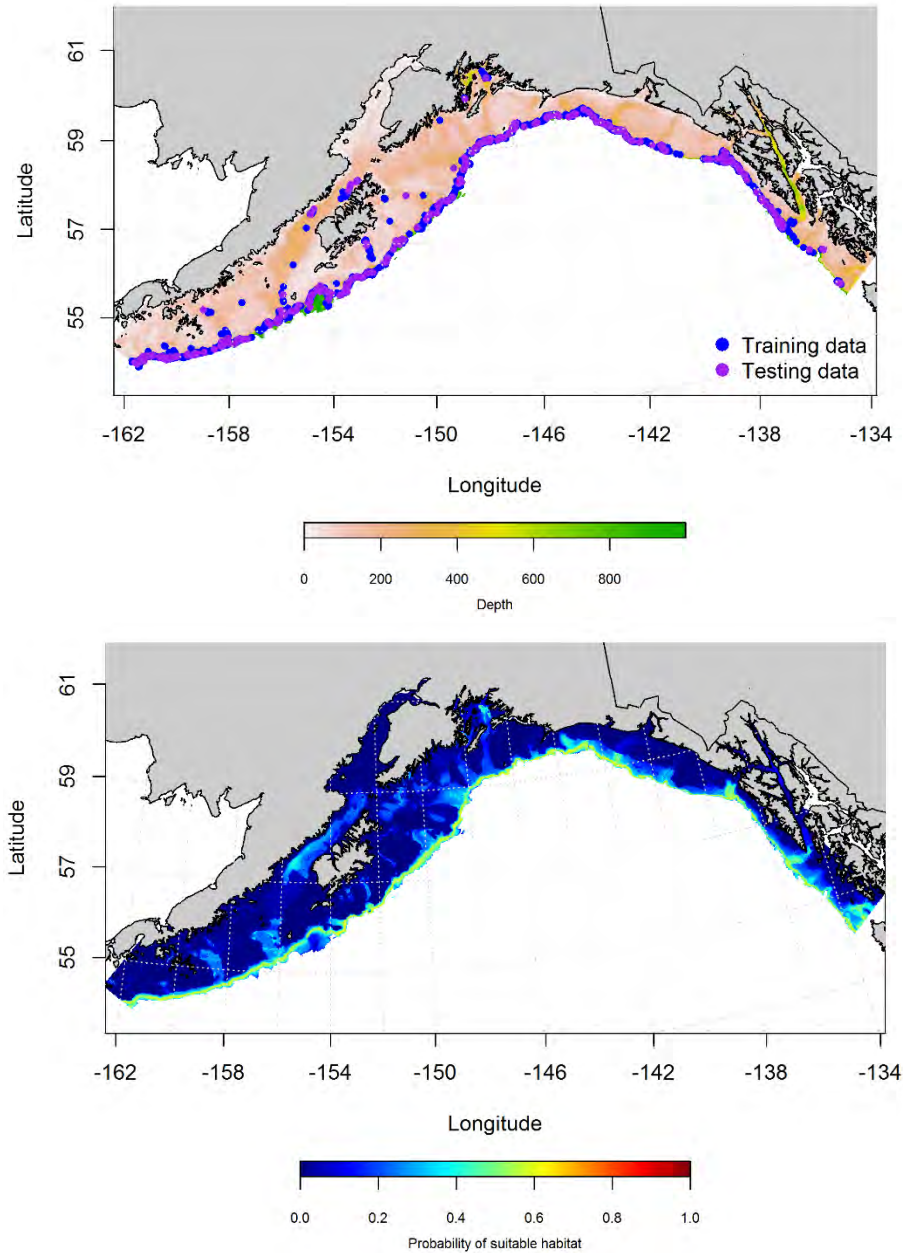 61
59
57
55
Latitude
Training data
Testing data
-162 -158 -154 -150 -146 -142 -138 -134
Longitude
0 200 400 600 800
Depth
61
59
57
55
Latitude
-162 -158 -154 -150 -146 -142 -138 -134
Longitude
0.0 0.2 0.4 0.6 0.8 1.0
Probability of suitable habitat